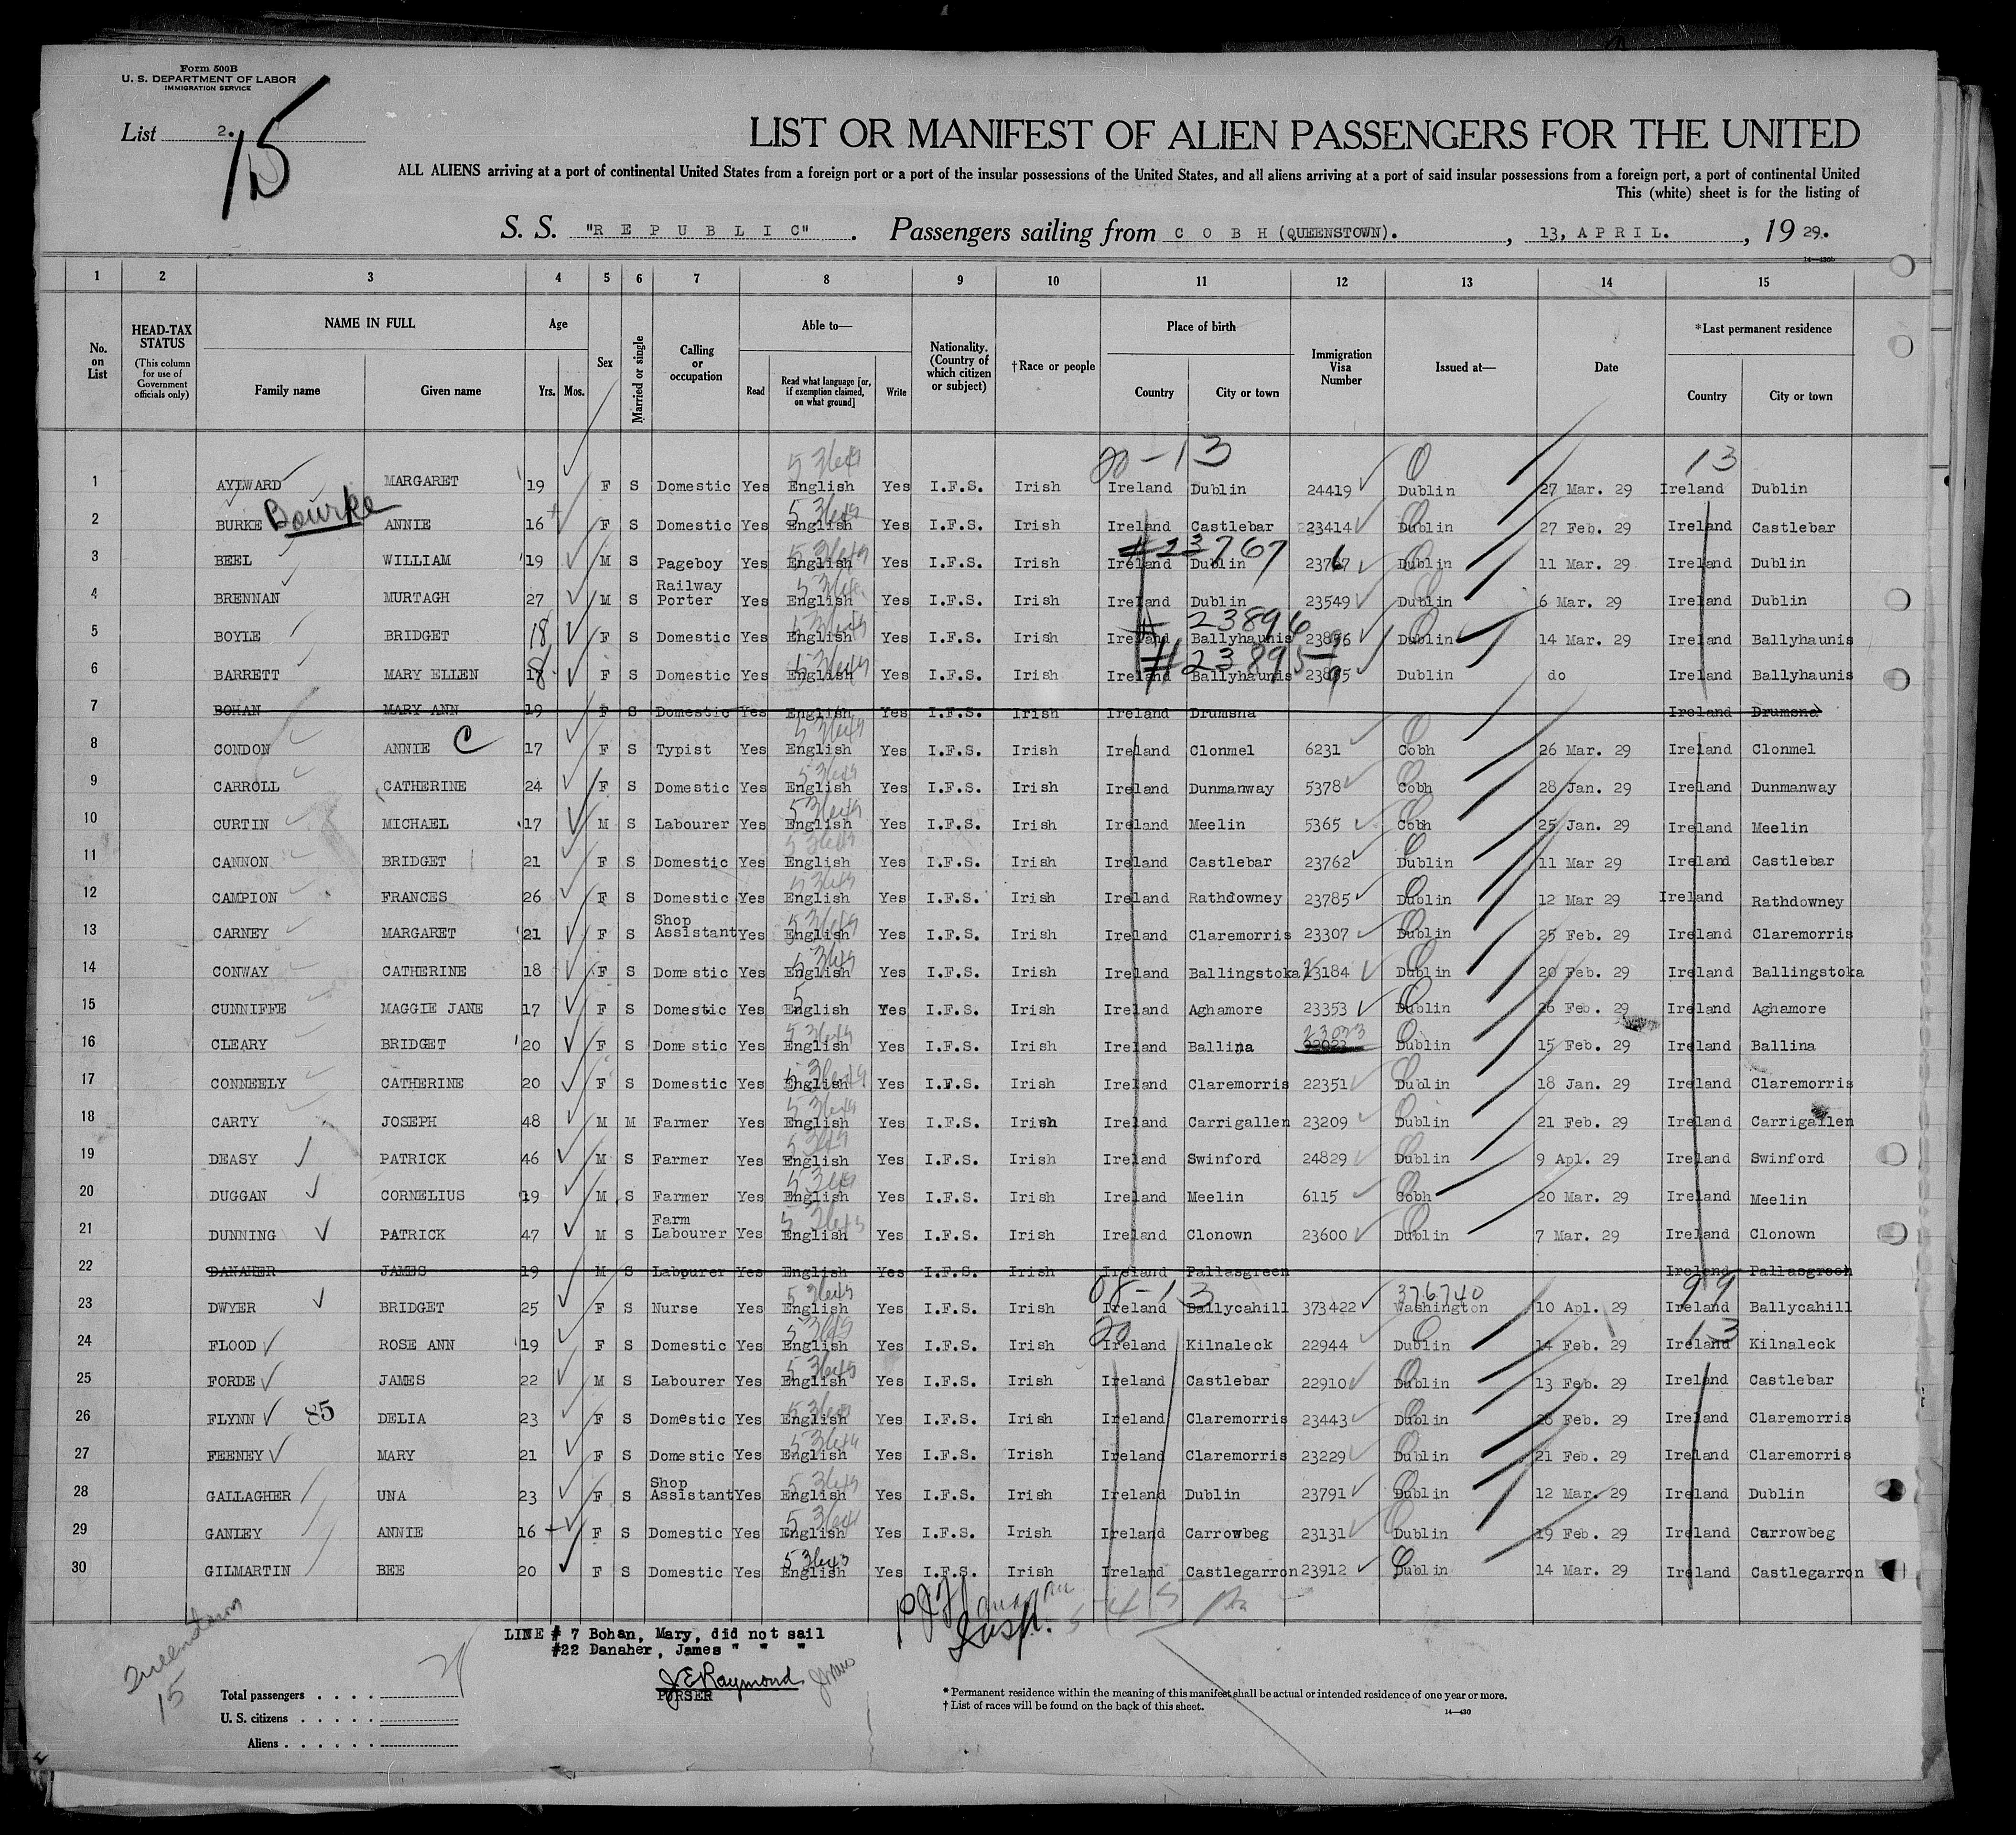 Form 500B
U. S. DEPARTMENT OF LABOR
IMMIGRATION SERVICE
List 2.
15
LIST OR MANIFEST OF ALIEN PASSENGERS FOR THE UNITED
ALL ALIENS arriving at a port of continental United States from a foreign port or a port of the insular possessions of the United States, and all aliens arriving at a port of said insular possessions from a foreign port, a port of continental United
This (white) sheet is for the listing of
S. S. "REPUBLIC". Passengers sailing from COBH (QUEENSTOWN)., 13, APRIL., 19 29.
14—430b
1 2 3 4 5 6 7 8 9 10 11 12 13 14 15
No. on List
HEAD-TAX STATUS
(This column for use of Government officials only)
NAME IN FULL
Family name Given name
Age
Yrs. Mos.
Sex
Married or single
Calling or occupation
Able to—
Read
Read what language [or, if exemption claimed, on what ground]
Write
Nationality. (Country of which citizen or subject)
†Race or people
Place of birth
Country City or town
Immigration Visa Number
Issued at—
Date
*Last permanent residence
Country City or town
20-13 13
1 AYLWARD MARGARET 19 F S Domestic Yes English Yes I.F.S. Irish Ireland Dublin 24419 Dublin 27 Mar. 29 Ireland Dublin
2 BURKE Bourke ANNIE 16 F S Domestic Yes English Yes I.F.S. Irish Ireland Castlebar 23414 Dublin 27 Feb. 29 Ireland Castlebar
#23767
3 BEEL WILLIAM 19 M S Pageboy Yes English Yes I.F.S. Irish Ireland Dublin 23767 Dublin 11 Mar. 29 Ireland Dublin
4 BRENNAN MURTAGH 27 M S Railway Porter Yes English Yes I.F.S. Irish Ireland Dublin 23549 Dublin 6 Mar. 29 Ireland Dublin
# 23896
5 BOYLE BRIDGET 18 F S Domestic Yes English Yes I.F.S. Irish Ireland Ballyhaunis 23896 Dublin 14 Mar. 29 Ireland Ballyhaunis
#23895
6 BARRETT MARY ELLEN 18 F S Domestic Yes English Yes I.F.S. Irish Ireland Ballyhaunis 23895 Dublin do Ireland Ballyhaunis
7 BOHAN MARY ANN 19 F S Domestic Yes English Yes I.F.S. Irish Ireland Drumsna Ireland Drumsna
8 CONDON ANNIE C 17 F S Typist Yes English Yes I.F.S. Irish Ireland Clonmel 6231 Cobh 26 Mar. 29 Ireland Clonmel
9 CARROLL CATHERINE 24 F S Domestic Yes English Yes I.F.S. Irish Ireland Dunmanway 5378 Cobh 28 Jan. 29 Ireland Dunmanway
10 CURTIN MICHAEL 17 M S Labourer Yes English Yes I.F.S. Irish Ireland Meelin 5365 Cobh 25 Jan. 29 Ireland Meelin
11 CANNON BRIDGET 21 F S Domestic Yes English Yes I.F.S. Irish Ireland Castlebar 23762 Dublin 11 Mar 29 Ireland Castlebar
12 CAMPION FRANCES 26 F S Domestic Yes English Yes I.F.S. Irish Ireland Rathdowney 23785 Dublin 12 Mar 29 Ireland Rathdowney
13 CARNEY MARGARET 21 F S Shop Assistant Yes English Yes I.F.S. Irish Ireland Claremorris 23307 Dublin 25 Feb. 29 Ireland Claremorris
14 CONWAY CATHERINE 18 F S Domestic Yes English Yes I.F.S. Irish Ireland Ballingstoka 23184 Dublin 20 Feb. 29 Ireland Ballingstoka
15 CUNNIFFE MAGGIE JANE 17 F S Domestic Yes English Yes I.F.S. Irish Ireland Aghamore 23353 Dublin 26 Feb. 29 Ireland Aghamore
16 CLEARY BRIDGET 20 F S Domestic Yes English Yes I.F.S. Irish Ireland Ballina 23033 Dublin 15 Feb. 29 Ireland Ballina
17 CONNEELY CATHERINE 20 F S Domestic Yes English Yes I.F.S. Irish Ireland Claremorris 22351 Dublin 18 Jan. 29 Ireland Claremorris
18 CARTY JOSEPH 48 M M Farmer Yes English Yes I.F.S. Irish Ireland Carrigallen 23209 Dublin 21 Feb. 29 Ireland Carrigallen
19 DEASY PATRICK 46 M S Farmer Yes English Yes I.F.S. Irish Ireland Swinford 24829 Dublin 9 Apl. 29 Ireland Swinford
20 DUGGAN CORNELIUS 19 M S Farmer Yes English Yes I.F.S. Irish Ireland Meelin 6115 Cobh 20 Mar. 29 Ireland Meelin
21 DUNNING PATRICK 47 M S Farm Labourer Yes English Yes I.F.S. Irish Ireland Clonown 23600 Dublin 7 Mar. 29 Ireland Clonown
22 DANAHER JAMES 19 M S Labourer Yes English Yes I.F.S. Irish Ireland Pallasgreen Ireland Pallasgreen
08-13 376740 99
23 DWYER BRIDGET 25 F S Nurse Yes English Yes I.F.S. Irish Ireland Ballycahill 373422 Washington 10 Apl. 29 Ireland Ballycahill
20 13
24 FLOOD ROSE ANN 19 F S Domestic Yes English Yes I.F.S. Irish Ireland Kilnaleck 22944 Dublin 14 Feb. 29 Ireland Kilnaleck
25 FORDE JAMES 22 M S Labourer Yes English Yes I.F.S. Irish Ireland Castlebar 22910 Dublin 13 Feb. 29 Ireland Castlebar
26 FLYNN 85 DELIA 23 F S Domestic Yes English Yes I.F.S. Irish Ireland Claremorris 23443 Dublin 28 Feb. 29 Ireland Claremorris
27 FEENEY MARY 21 F S Domestic Yes English Yes I.F.S. Irish Ireland Claremorris 23229 Dublin 21 Feb. 29 Ireland Claremorris
28 GALLAGHER UNA 23 F S Shop Assistant Yes English Yes I.F.S. Irish Ireland Dublin 23791 Dublin 12 Mar. 29 Ireland Dublin
29 GANLEY ANNIE 16 F S Domestic Yes English Yes I.F.S. Irish Ireland Carrowbeg 23131 Dublin 19 Feb. 29 Ireland Carrowbeg
30 GILMARTIN BEE 20 F S Domestic Yes English Yes I.F.S. Irish Ireland Castlegarron 23912 Dublin 14 Mar. 29 Ireland Castlegarron
LINE # 7 Bohan, Mary, did not sail
#22 Danaher, James " " "
Insp.
Queenstown
15
J E Raymond
PURSER
Total passengers . . . .
U. S. citizens . . . . .
Aliens . . . . . .
* Permanent residence within the meaning of this manifest shall be actual or intended residence of one year or more.
† List of races will be found on the back of this sheet.
14—430